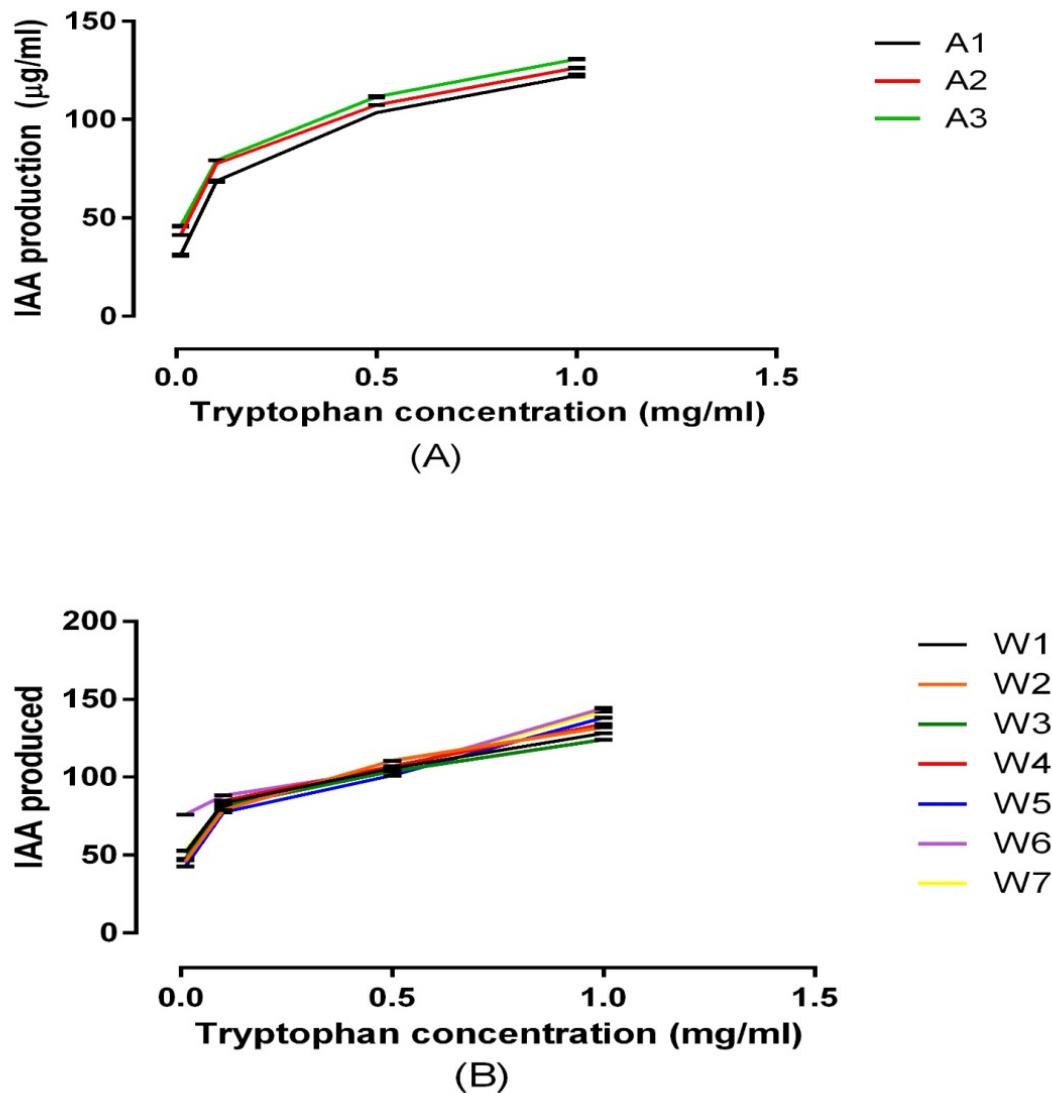 150
100
50
0
IAA production (µg/ml)
0.0 0.5 1.0 1.5
Tryptophan concentration (mg/ml)
(A)
A1
A2
A3
200
150
100
50
0
IAA produced
0.0 0.5 1.0 1.5
Tryptophan concentration (mg/ml)
(B)
W1
W2
W3
W4
W5
W6
W7